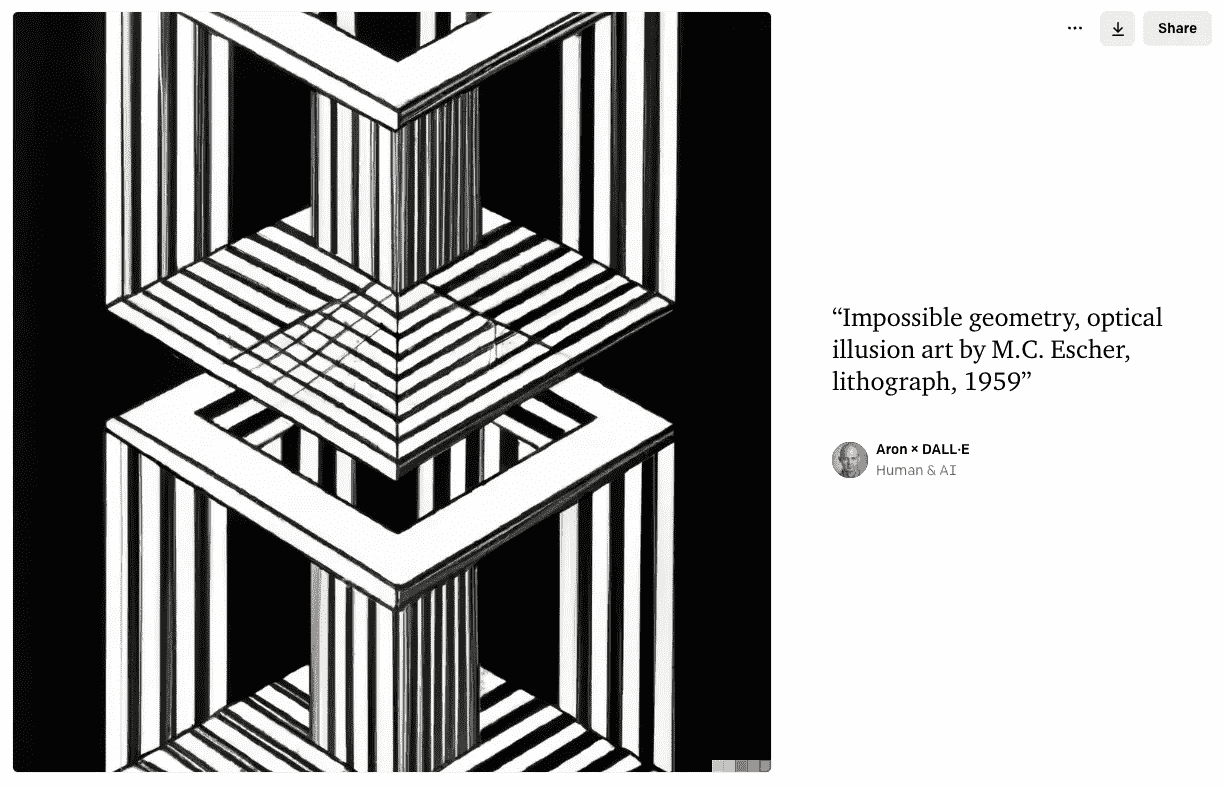 Share
“Impossible geometry, optical
illusion art by M.C. Escher,
lithograph, 1959”
Aron × DALL·E
Human & AI